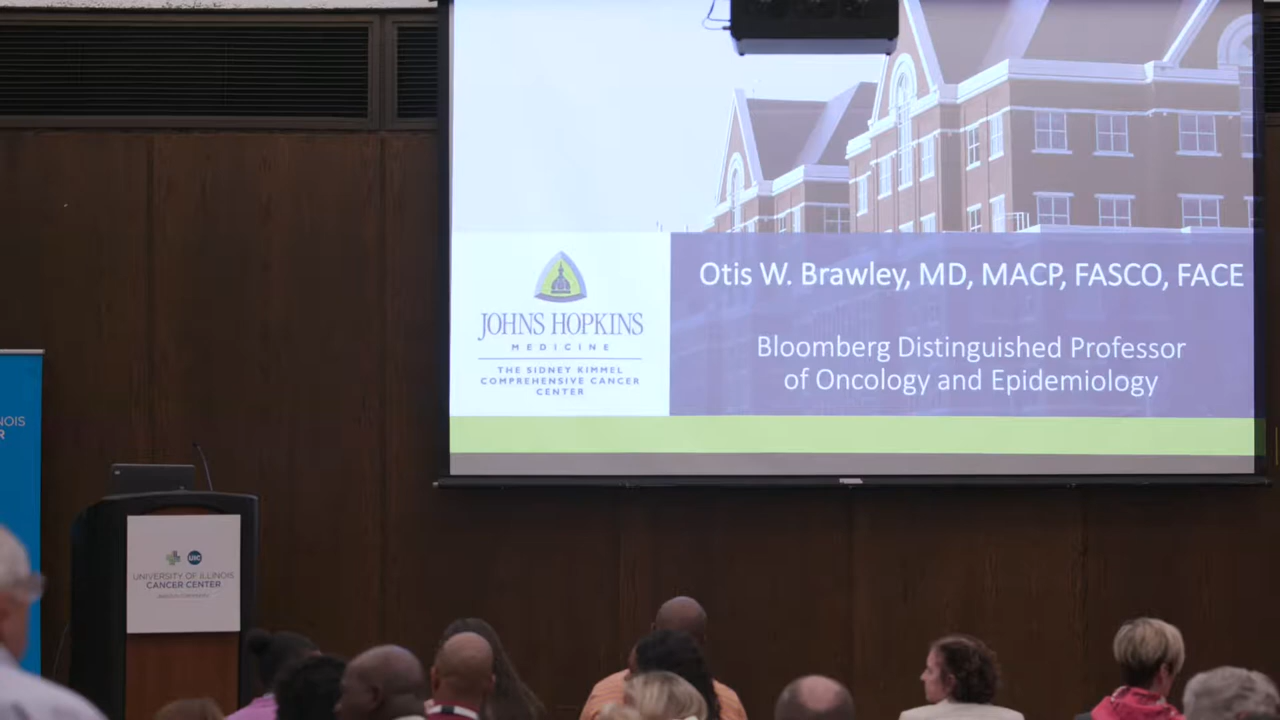 Otis W. Brawley, MD, MACP, FASCO, FACE
Bloomberg Distinguished Professor
of Oncology and Epidemiology
JOHNS HOPKINS
MEDICINE
THE SIDNEY KIMMEL
COMPREHENSIVE CANCER
CENTER
UIC
UNIVERSITY OF ILLINOIS
CANCER CENTER